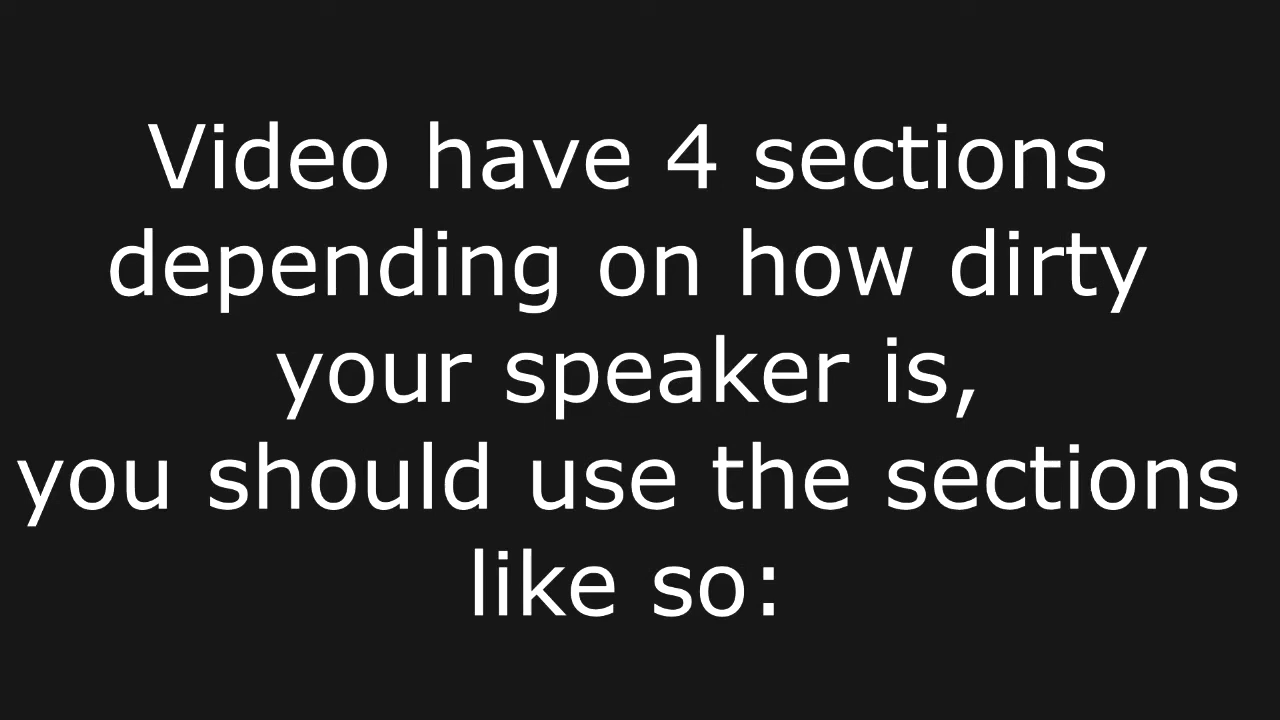 Video have 4 sections
depending on how dirty
your speaker is,
you should use the sections
like so: